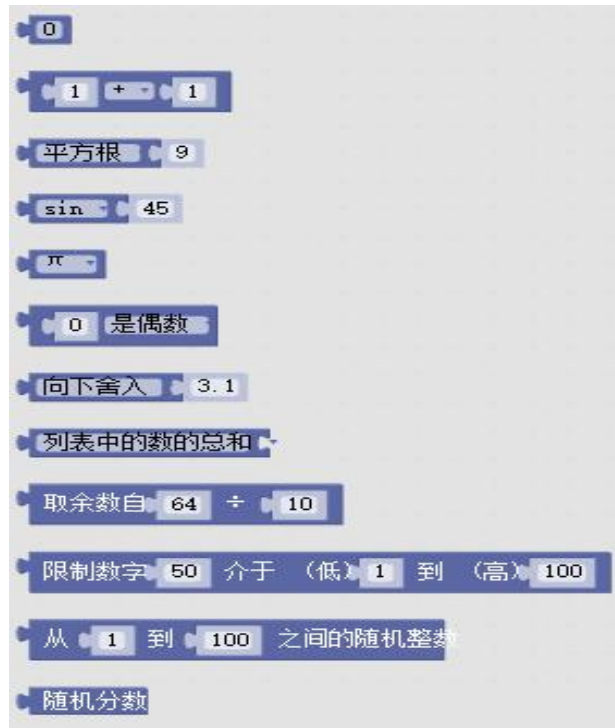 0
1 + 1
平方根 9
sin 45
π
0 是偶数
向下舍入 3.1
列表中的数的总和
取余数自 64 ÷ 10
限制数字 50 介于 (低) 1 到 (高) 100
从 1 到 100 之间的随机整数
随机分数